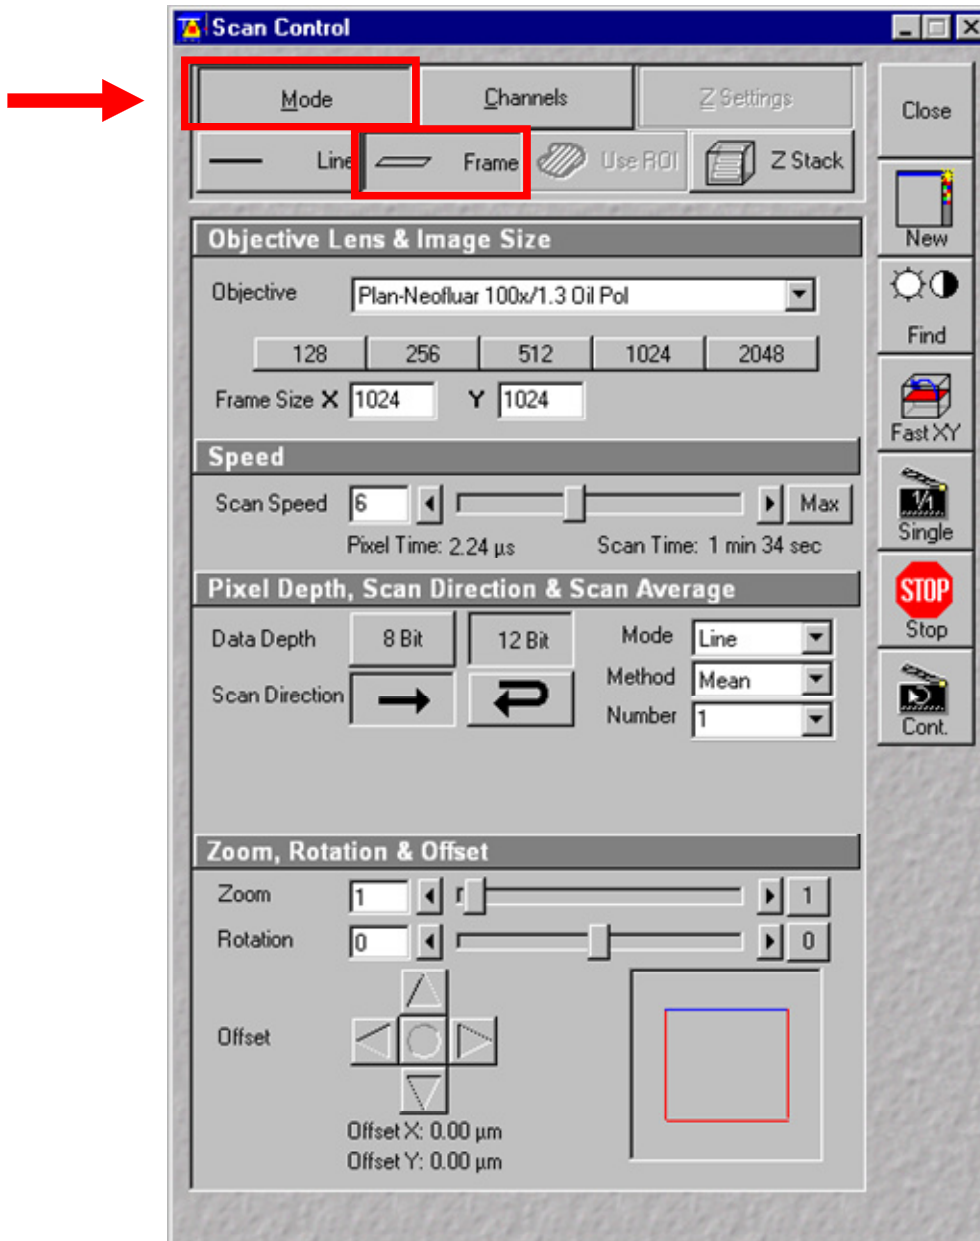 Scan Control
Mode Channels Z Settings Close
Line Frame Use ROI Z Stack
New
Objective Lens & Image Size
Objective Plan-Neofluar 100x/1.3 Oil Pol
Find
128 256 512 1024 2048
Frame Size X 1024 Y 1024
Fast XY
Speed
Scan Speed 6 Max
1/1
Single
Pixel Time: 2.24 µs Scan Time: 1 min 34 sec
Pixel Depth, Scan Direction & Scan Average
STOP
Stop
Data Depth 8 Bit 12 Bit Mode Line
Scan Direction Method Mean
Number 1
Cont.
Zoom, Rotation & Offset
Zoom 1 1
Rotation 0 0
Offset
Offset X: 0.00 µm
Offset Y: 0.00 µm